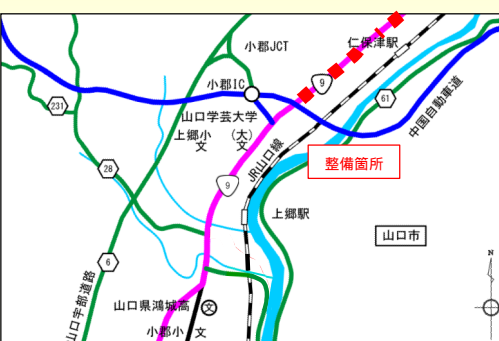 小郡JCT
仁保津駅
9
小郡IC
231
61
山口学芸大学
(大)
文
上郷小
文
中国自動車道
JR山口線
整備箇所
28
9
上郷駅
山口市
6
N
山口宇部道路
山口県鴻城高
文
小郡小
文